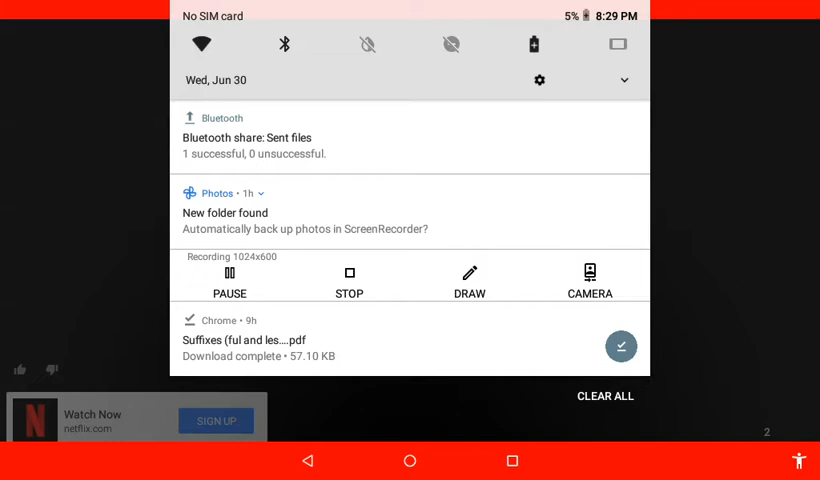 No SIM card 5% 8:29 PM
Wed, Jun 30
Bluetooth
Bluetooth share: Sent files
1 successful, 0 unsuccessful.
Photos • 1h
New folder found
Automatically back up photos in ScreenRecorder?
Recording 1024x600
PAUSE STOP DRAW CAMERA
Chrome • 9h
Suffixes (ful and les....pdf
Download complete • 57.10 KB
CLEAR ALL
N
Watch Now
netflix.com
SIGN UP
2